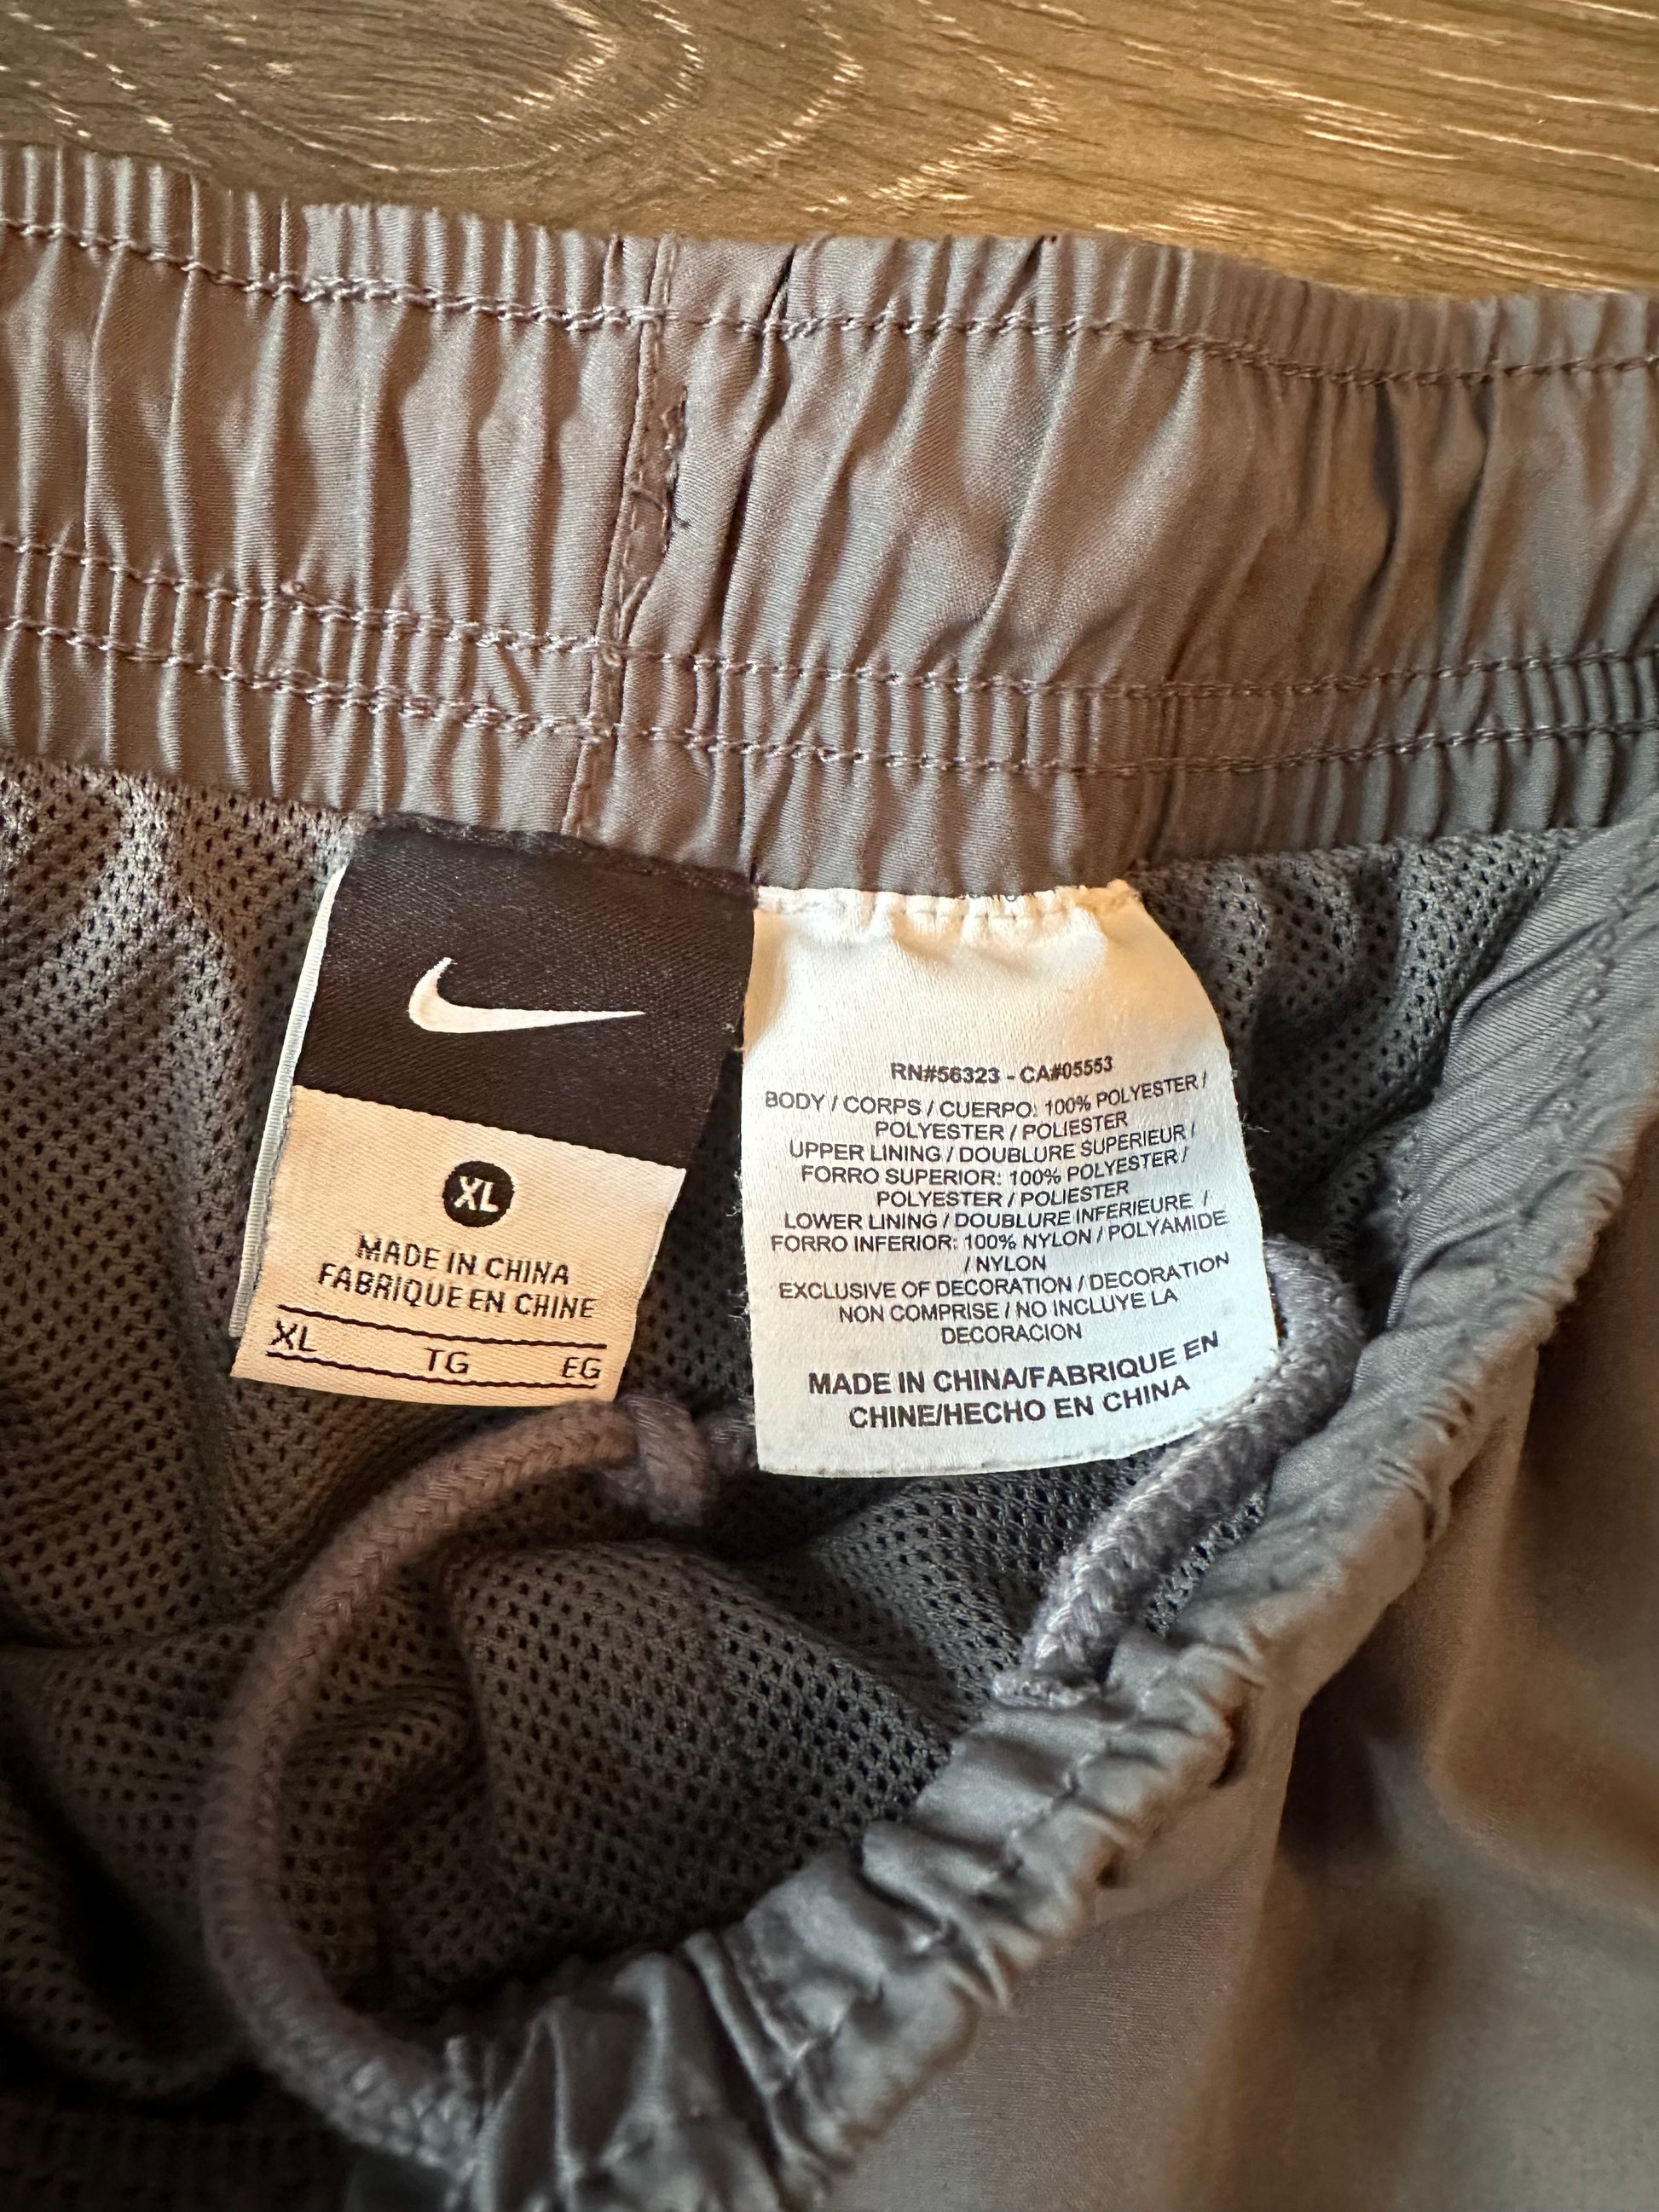 XL
MADE IN CHINA
FABRIQUE EN CHINE
XL TG EG
RN#56323 - CA#05553
BODY / CORPS / CUERPO: 100% POLYESTER /
POLYESTER / POLIESTER
UPPER LINING / DOUBLURE SUPERIEUR /
FORRO SUPERIOR: 100% POLYESTER /
POLYESTER / POLIESTER
LOWER LINING / DOUBLURE INFERIEURE /
FORRO INFERIOR: 100% NYLON / POLYAMIDE
/ NYLON
EXCLUSIVE OF DECORATION / DECORATION
NON COMPRISE / NO INCLUYE LA
DECORACION
MADE IN CHINA/FABRIQUE EN
CHINE/HECHO EN CHINA